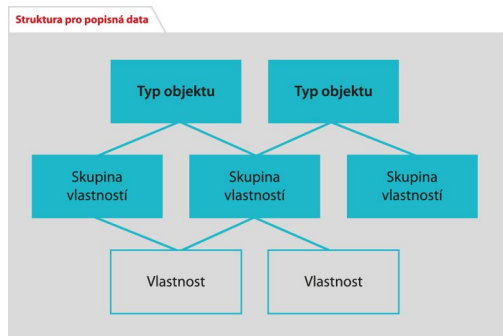 Struktura pro popisná data
Typ objektu
Typ objektu
Skupina
vlastností
Skupina
vlastností
Skupina
vlastností
Vlastnost
Vlastnost